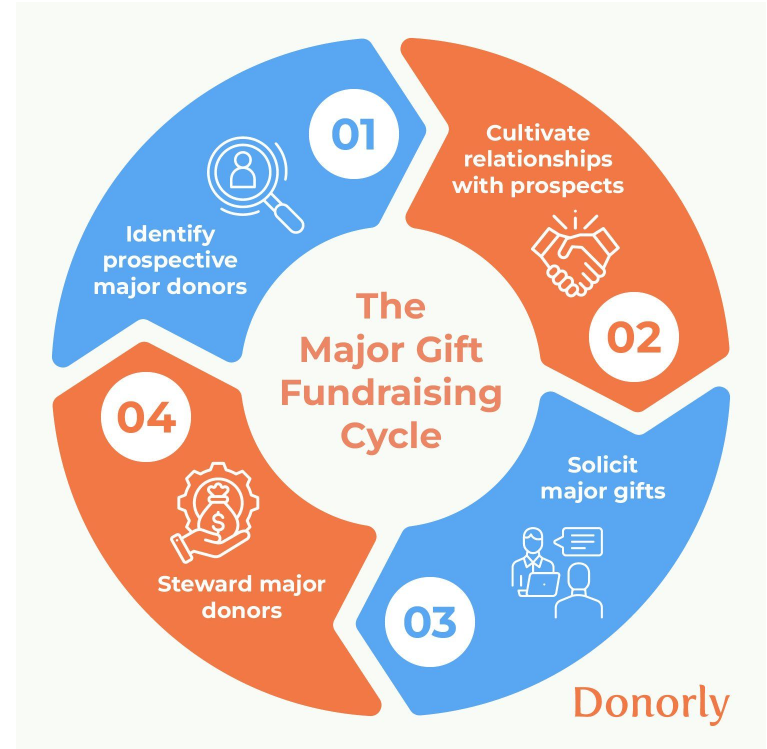 The
Major Gift
Fundraising
Cycle
01
Identify
prospective
major donors
Cultivate
relationships
with prospects
02
Solicit
major gifts
03
04
$
Steward major
donors
Donorly